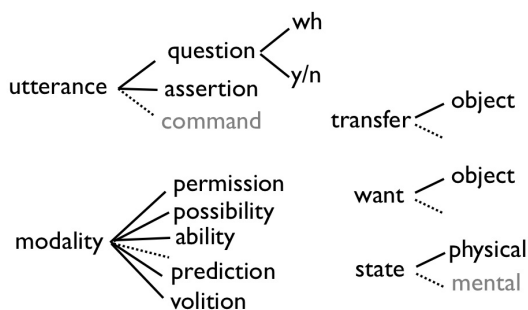 wh
question
y/n
utterance
assertion
command
transfer
object
want
object
modality
permission
possibility
ability
prediction
volition
state
physical
mental